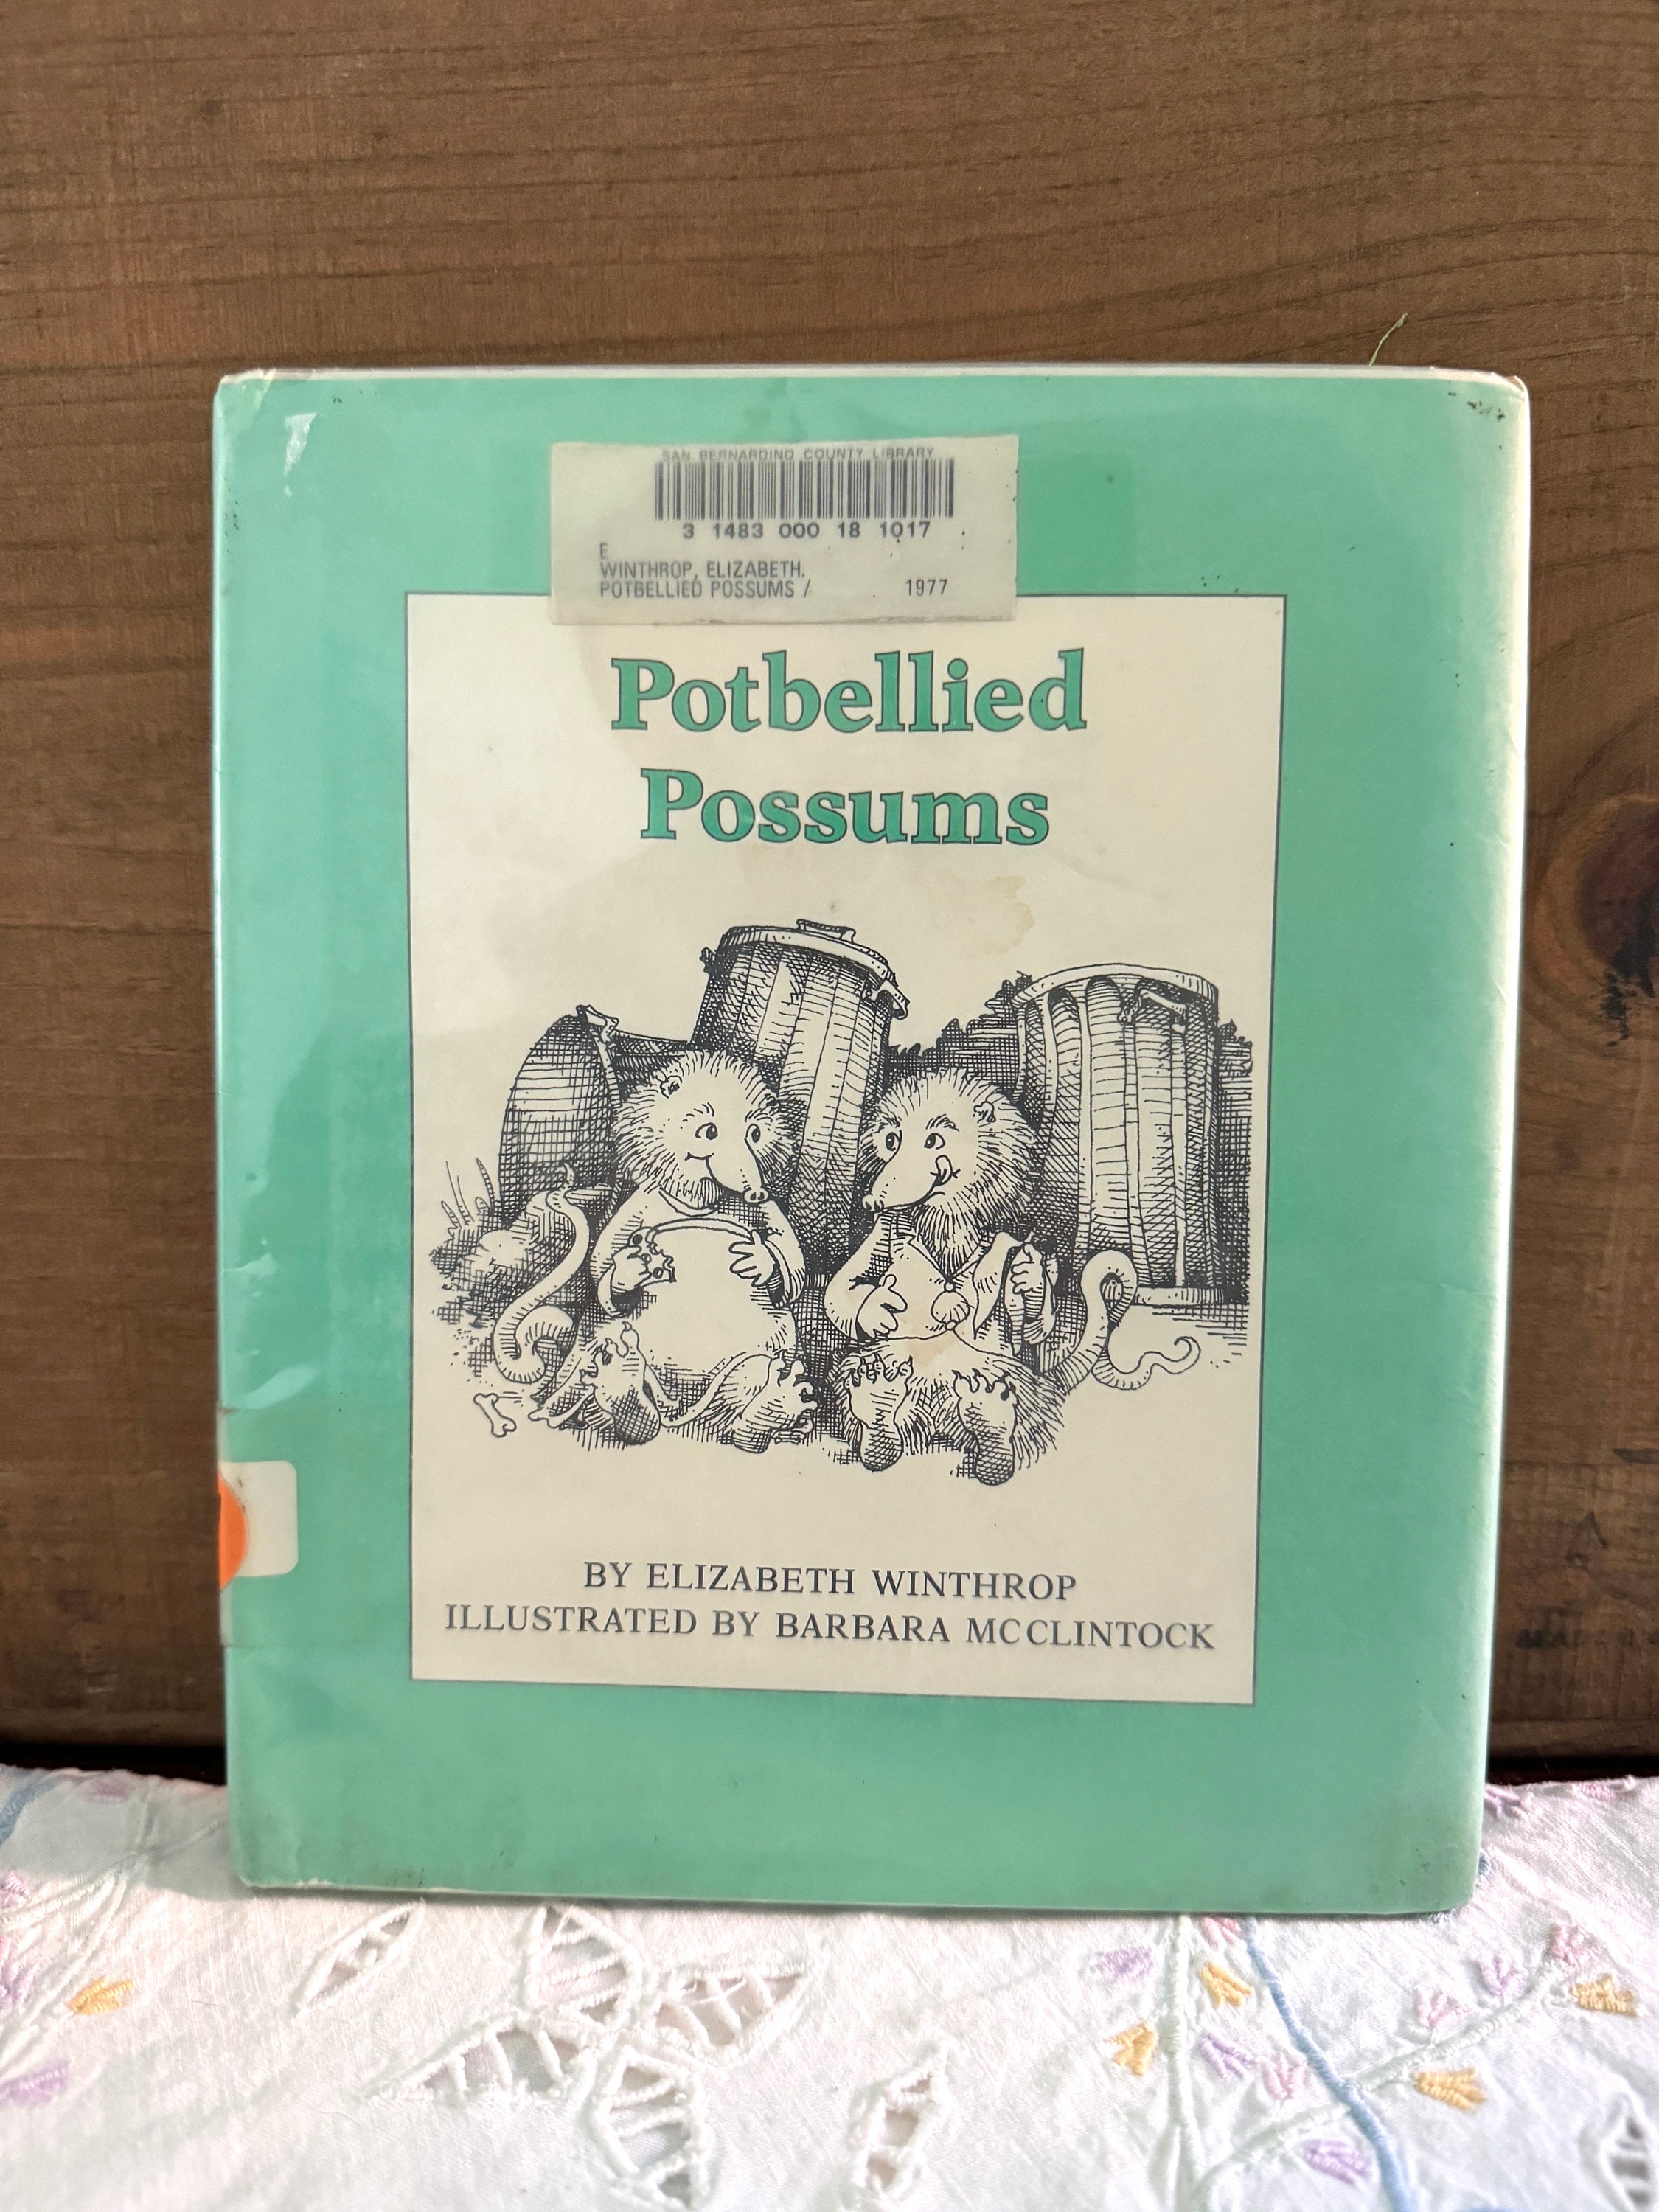 SAN BERNARDINO COUNTY LIBRARY
3 1483 000 18 1017
E
WINTHROP, ELIZABETH.
POTBELLIED POSSUMS / 1977
Potbellied
Possums
BY ELIZABETH WINTHROP
ILLUSTRATED BY BARBARA MCCLINTOCK